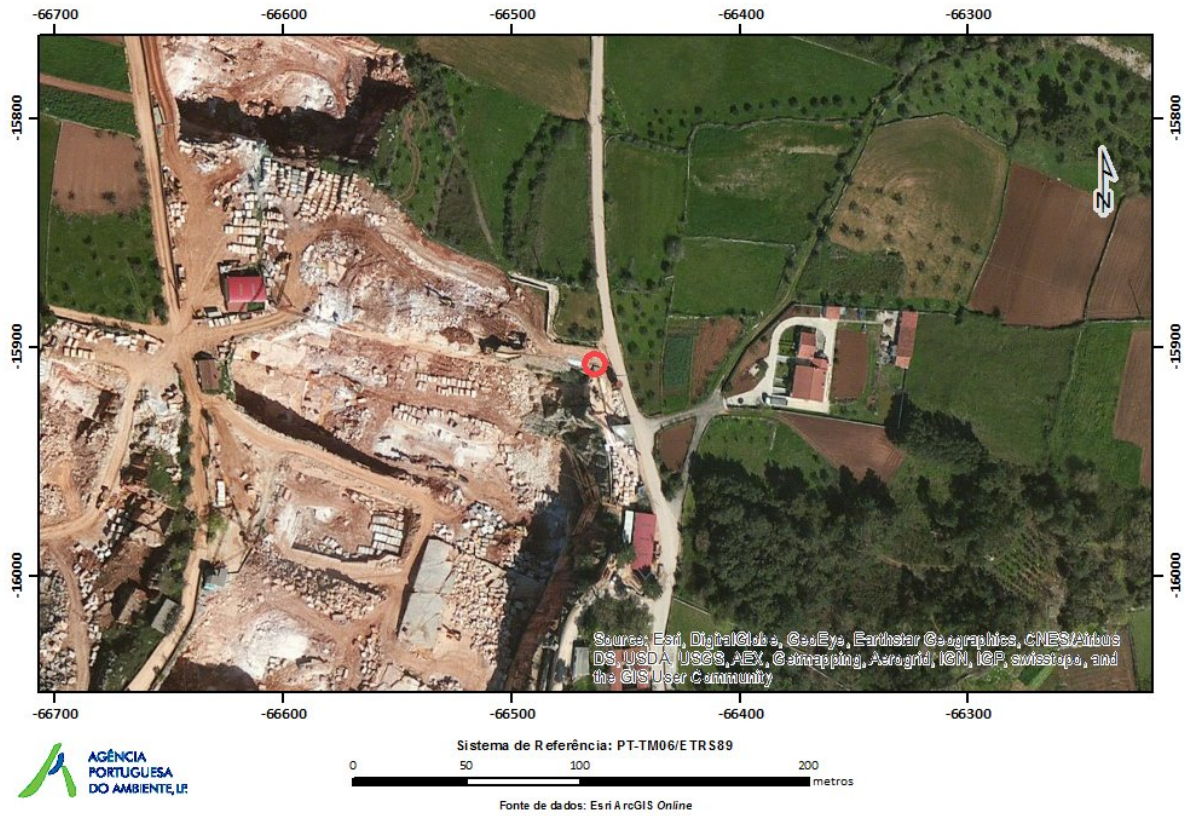 -66700 -66600 -66500 -66400 -66300
-15800 -15800
N
-15900 -15900
-16000 -16000
Source: Esri, DigitalGlobe, GeoEye, Earthstar Geographics, CNES/Airbus
DS, USDA, USGS, AEX, Getmapping, Aerogrid, IGN, IGP, swisstopo, and
the GIS User Community
-66700 -66600 -66500 -66400 -66300
Sistema de Referência: PT-TM06/ETRS89
AGÊNCIA
PORTUGUESA
DO AMBIENTE, I.P.
0 50 100 200
metros
Fonte de dados: Esri ArcGIS Online